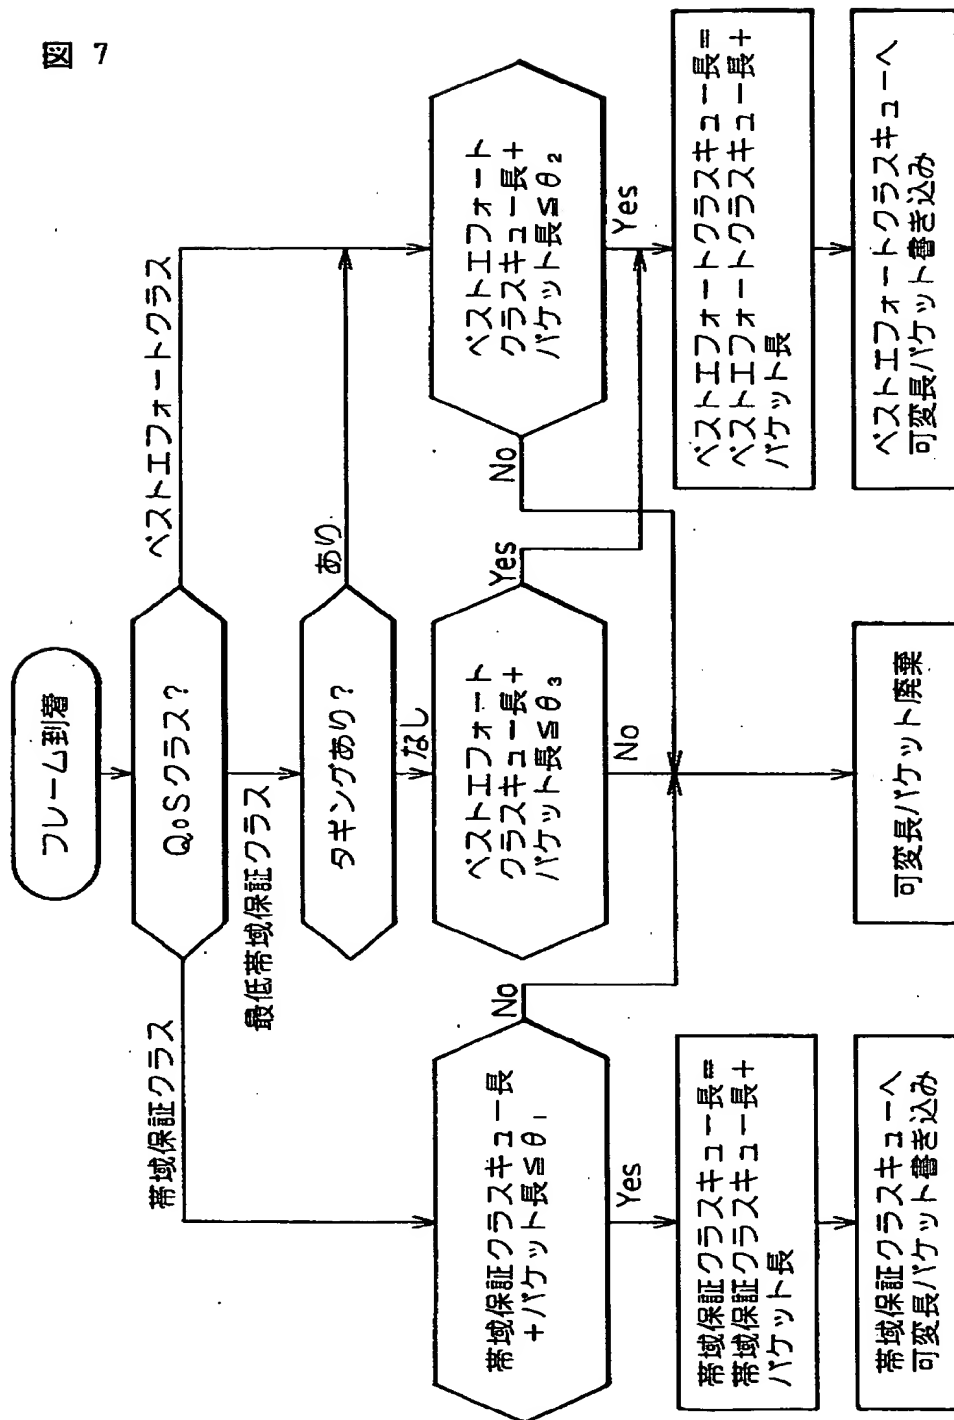 図 7
フレーム到着
QoSクラス?
帯域保証クラス
最低帯域保証クラス
ベストエフォートクラス
タギングあり?
あり
なし
帯域保証クラスキュー長
+パケット長≦θ1
No
Yes
ベストエフォート
クラスキュー長+
パケット長≦θ3
Yes
No
ベストエフォート
クラスキュー長+
パケット長≦θ2
No
Yes
帯域保証クラスキュー長=
帯域保証クラスキュー長+
パケット長
ベストエフォートクラスキュー長=
ベストエフォートクラスキュー長+
パケット長
帯域保証クラスキューへ
可変長パケット書き込み
可変長パケット廃棄
ベストエフォートクラスキューへ
可変長パケット書き込み